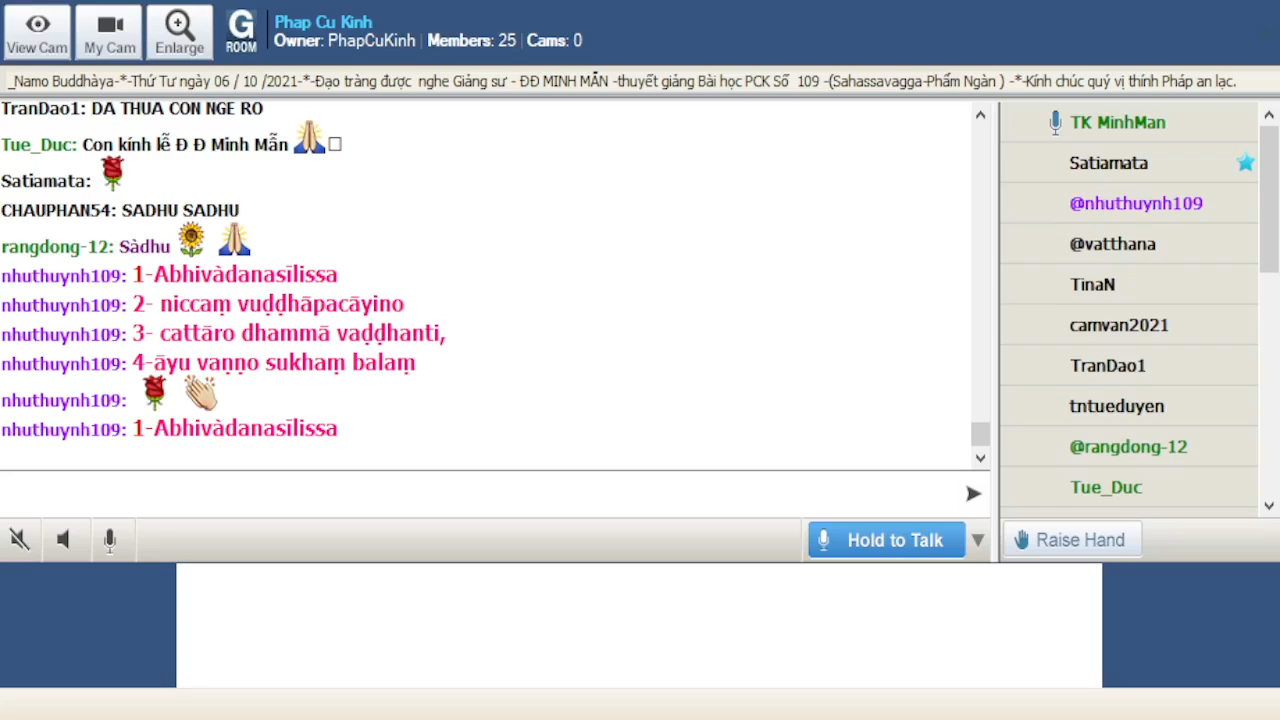 View Cam
My Cam
Enlarge
G
ROOM
Phap Cu Kinh
Owner: PhapCuKinh | Members: 25 | Cams: 0
_Namo Buddhàya-*-Thứ Tư ngày 06 / 10 /2021-*-Đạo tràng được nghe Giảng sư - ĐĐ MINH MẪN -thuyết giảng Bài học PCK Số 109 -(Sahassavagga-Phẩm Ngàn ) -*-Kính chúc quý vị thính Pháp an lạc.
TranDao1: DA THUA CON NGE RO
Tue_Duc: Con kính lễ Đ Đ Minh Mẫn
Satiamata:
CHAUPHAN54: SADHU SADHU
rangdong-12: Sàdhu
nhuthuynh109: 1-Abhivàdanasīlissa
nhuthuynh109: 2- niccaṃ vuḍḍhāpacāyino
nhuthuynh109: 3- cattāro dhammā vaḍḍhanti,
nhuthuynh109: 4-āyu vaṇṇo sukhaṃ balaṃ
nhuthuynh109:
nhuthuynh109: 1-Abhivàdanasīlissa
TK MinhMan
Satiamata
@nhuthuynh109
@vatthana
TinaN
camvan2021
TranDao1
tntueduyen
@rangdong-12
Tue_Duc
Hold to Talk
Raise Hand